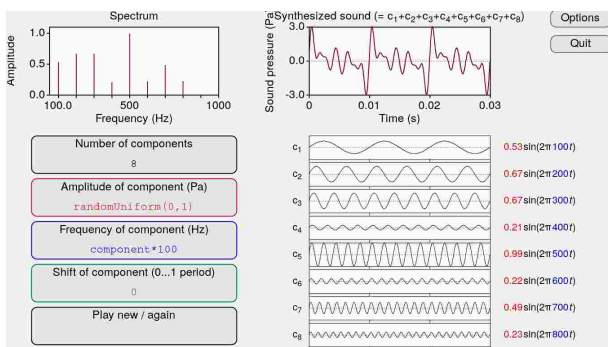 Spectrum
Synthesized sound (= c1+c2+c3+c4+c5+c6+c7+c8)
Options
Quit
Amplitude
1.0
0.5
0.0
100.0
500
1000
Frequency (Hz)
Sound pressure (Pa)
3.0
0.0
-3.0
0
0.01
0.02
0.03
Time (s)
Number of components
8
Amplitude of component (Pa)
randomUniform(0,1)
Frequency of component (Hz)
component*100
Shift of component (0...1 period)
0
Play new / again
c1
0.53sin(2π100t)
c2
0.67sin(2π200t)
c3
0.67sin(2π300t)
c4
0.21sin(2π400t)
c5
0.99sin(2π500t)
c6
0.22sin(2π600t)
c7
0.49sin(2π700t)
c8
0.23sin(2π800t)